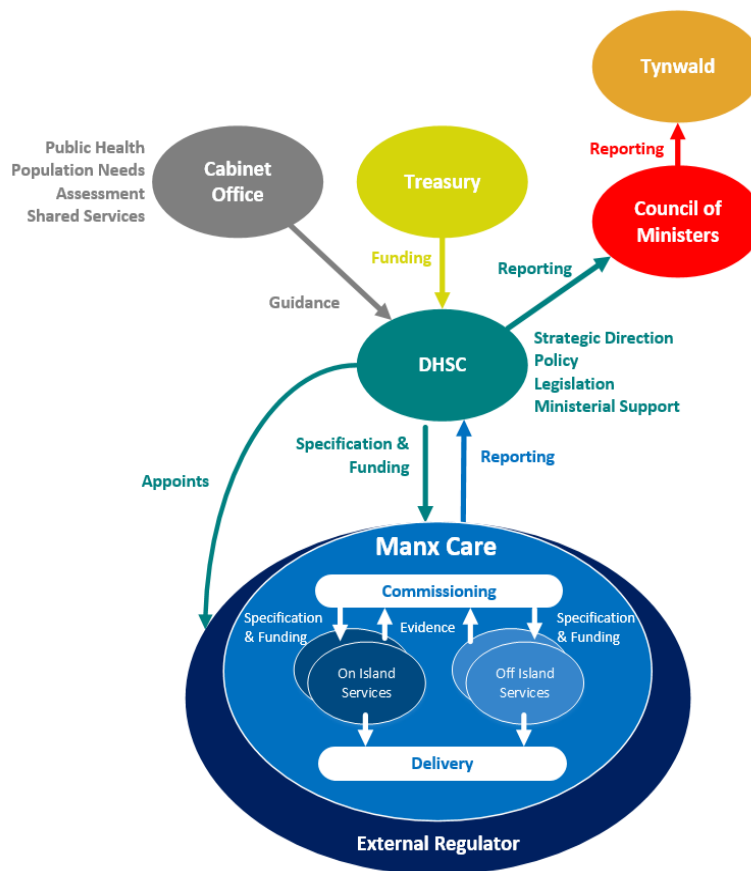 Tynwald
Public Health
Population Needs
Assessment
Shared Services
Cabinet
Office
Treasury
Reporting
Council of
Ministers
Funding
Reporting
Guidance
DHSC
Strategic Direction
Policy
Legislation
Ministerial Support
Specification &
Funding
Reporting
Appoints
Manx Care
Commissioning
Specification
& Funding
Evidence
Specification
& Funding
On Island
Services
Off Island
Services
Delivery
External Regulator